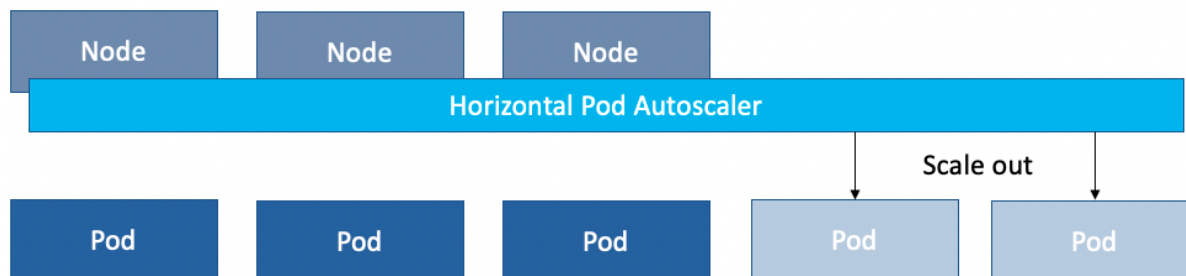 Node
Node
Node
Horizontal Pod Autoscaler
Scale out
Pod
Pod
Pod
Pod
Pod